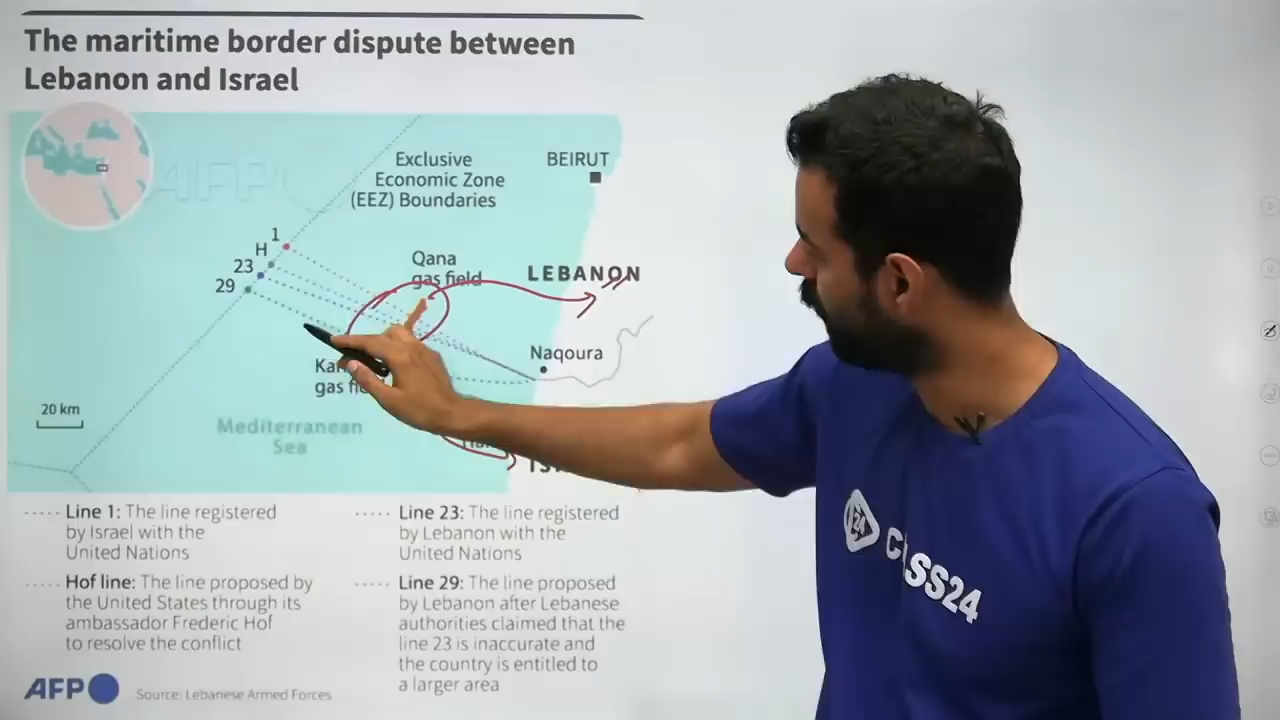 The maritime border dispute between
Lebanon and Israel
AFP
Exclusive
Economic Zone
(EEZ) Boundaries
BEIRUT
1
H
23
29
Qana
gas field
LEBANON
Naqoura
gas
20 km
Mediterranean
Sea
Line 1: The line registered
by Israel with the
United Nations
Hof line: The line proposed by
the United States through its
ambassador Frederic Hof
to resolve the conflict
Line 23: The line registered
by Lebanon with the
United Nations
Line 29: The line proposed
by Lebanon after Lebanese
authorities claimed that the
line 23 is inaccurate and
the country is entitled to
a larger area
AFP
Source: Lebanese Armed Forces
24
CLASS24